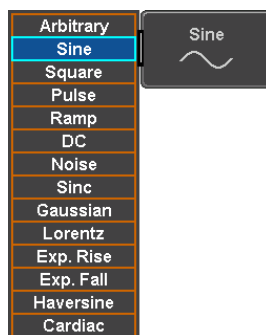 Arbitrary
Sine
Square
Pulse
Ramp
DC
Noise
Sinc
Gaussian
Lorentz
Exp. Rise
Exp. Fall
Haversine
Cardiac
Sine